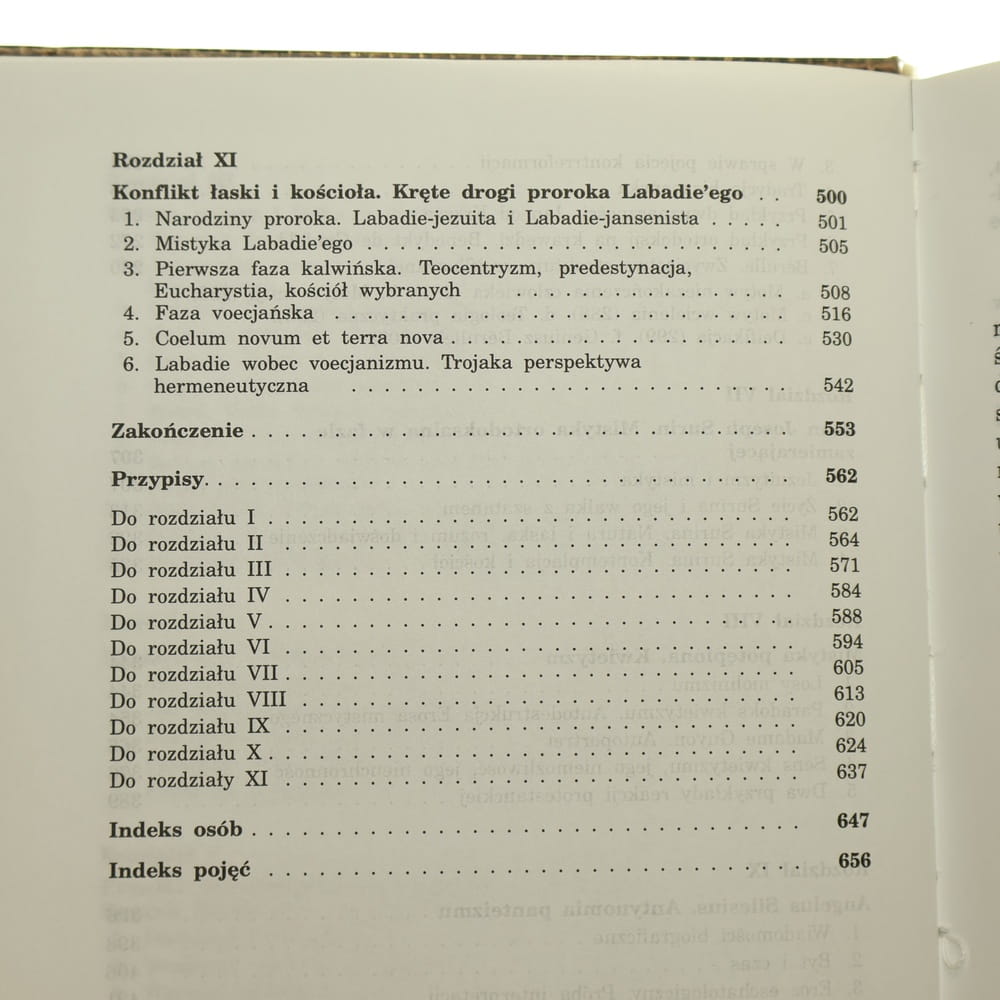 Rozdział XI
Konflikt łaski i kościoła. Kręte drogi proroka Labadie'ego . . 500
1. Narodziny proroka. Labadie-jezuita i Labadie-jansenista . . . . . 501
2. Mistyka Labadie'ego . . . . . . . . . . . . . . . . . . . . 505
3. Pierwsza faza kalwińska. Teocentryzm, predestynacja,
Eucharystia, kościół wybranych . . . . . . . . . . . . 508
4. Faza voecjańska . . . . . . . . . . . . . . . . . . . . . . 516
5. Coelum novum et terra nova . . . . . . . . . . . . . . . 530
6. Labadie wobec voecjanizmu. Trojaka perspektywa
hermeneutyczna . . . . . . . . . . . . . . . . . . . 542
Zakończenie . . . . . . . . . . . . . . . . . . . . . . . . 553
Przypisy . . . . . . . . . . . . . . . . . . . . . . . . . . 562
Do rozdziału I . . . . . . . . . . . . . . . . . . . . . . . 562
Do rozdziału II . . . . . . . . . . . . . . . . . . . . . . 564
Do rozdziału III . . . . . . . . . . . . . . . . . . . . . . 571
Do rozdziału IV . . . . . . . . . . . . . . . . . . . . . . 584
Do rozdziału V . . . . . . . . . . . . . . . . . . . . . . . 588
Do rozdziału VI . . . . . . . . . . . . . . . . . . . . . . 594
Do rozdziału VII . . . . . . . . . . . . . . . . . . . . . . 605
Do rozdziału VIII . . . . . . . . . . . . . . . . . . . . . 613
Do rozdziału IX . . . . . . . . . . . . . . . . . . . . . . 620
Do rozdziału X . . . . . . . . . . . . . . . . . . . . . . . 624
Do rozdziały XI . . . . . . . . . . . . . . . . . . . . . . 637
Indeks osób . . . . . . . . . . . . . . . . . . . . . . . . 647
Indeks pojęć . . . . . . . . . . . . . . . . . . . . . . . 656